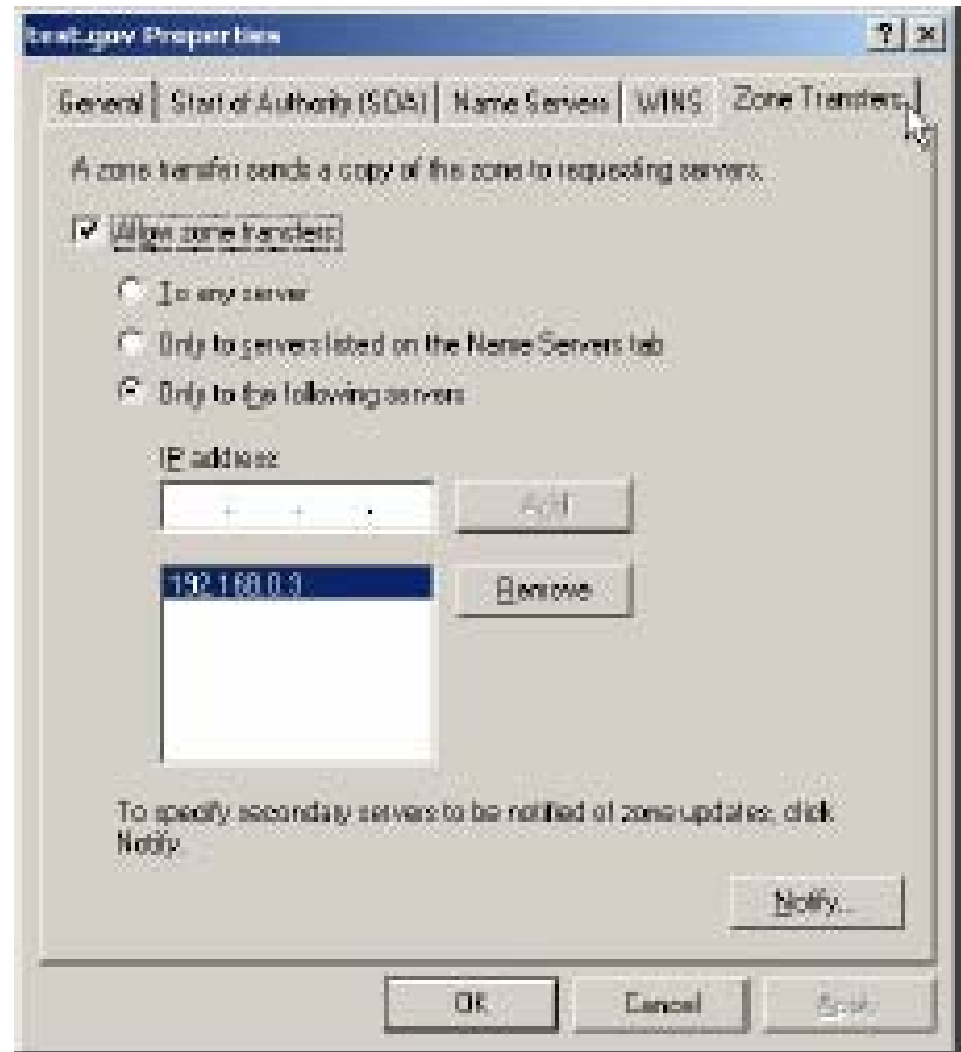 test.gov Properties
General Start of Authority (SOA) Name Servers WINS Zone Transfers
A zone transfer sends a copy of the zone to requesting servers.
Allow zone transfers
To any server
Only to servers listed on the Name Servers tab
Only to the following servers
IP address:
Add
192.168.0.3
Remove
To specify secondary servers to be notified of zone updates, click
Notify.
Notify...
OK Cancel Apply